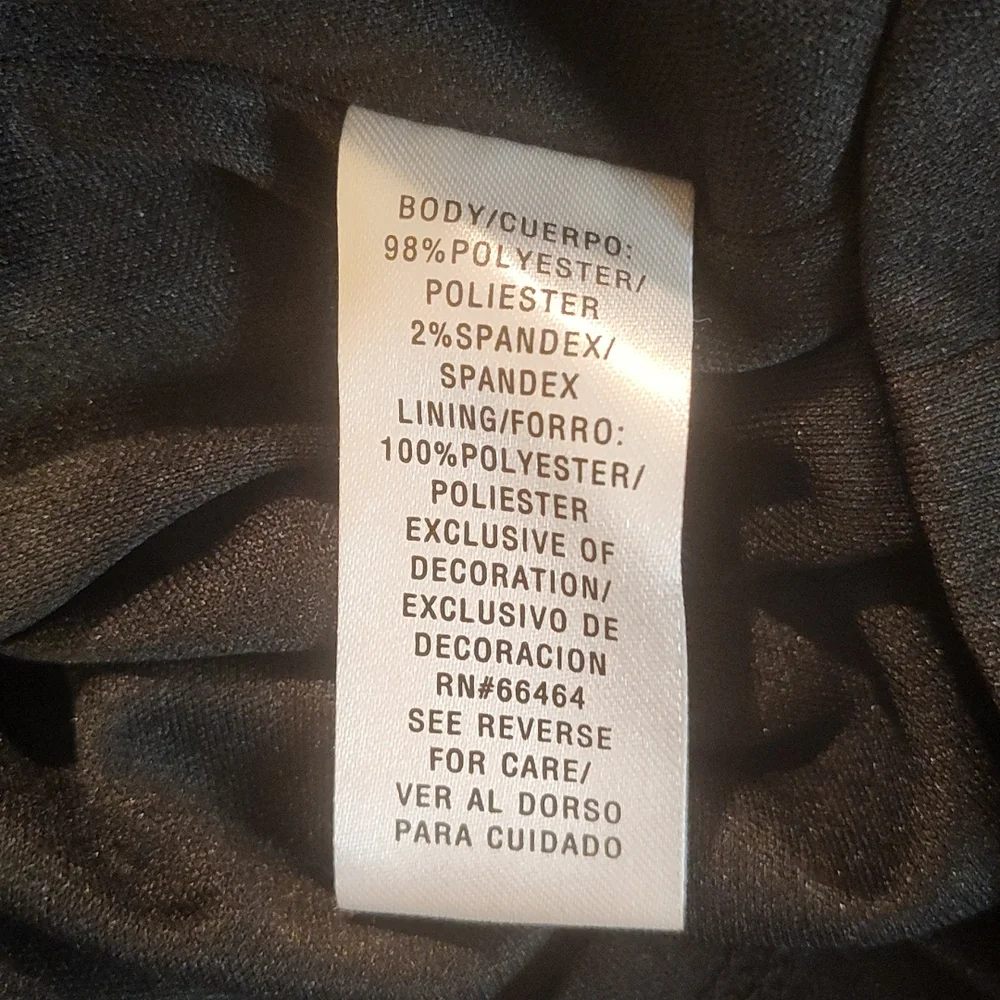 BODY/CUERPO:
98%POLYESTER/
POLIESTER
2%SPANDEX/
SPANDEX
LINING/FORRO:
100%POLYESTER/
POLIESTER
EXCLUSIVE OF
DECORATION/
EXCLUSIVO DE
DECORACION
RN#66464
SEE REVERSE
FOR CARE/
VER AL DORSO
PARA CUIDADO